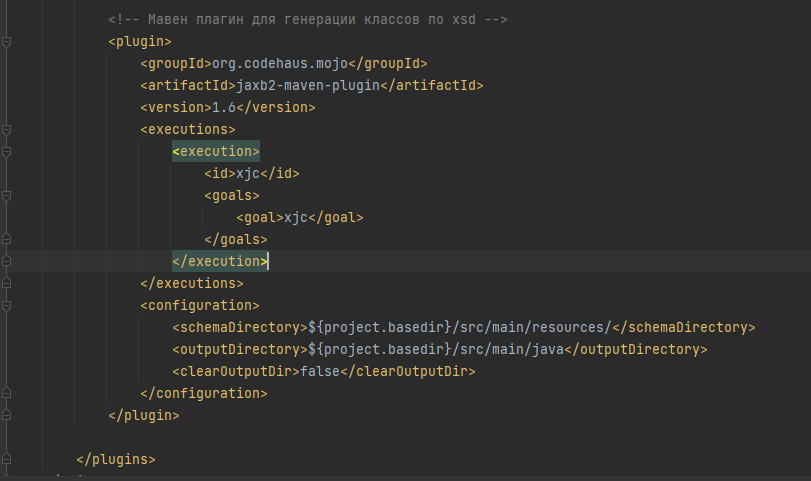 <!-- Мавен плагин для генерации классов по xsd -->
<plugin>
<groupId>org.codehaus.mojo</groupId>
<artifactId>jaxb2-maven-plugin</artifactId>
<version>1.6</version>
<executions>
<execution>
<id>xjc</id>
<goals>
<goal>xjc</goal>
</goals>
</execution>
</executions>
<configuration>
<schemaDirectory>${project.basedir}/src/main/resources/</schemaDirectory>
<outputDirectory>${project.basedir}/src/main/java</outputDirectory>
<clearOutputDir>false</clearOutputDir>
</configuration>
</plugin>
</plugins>